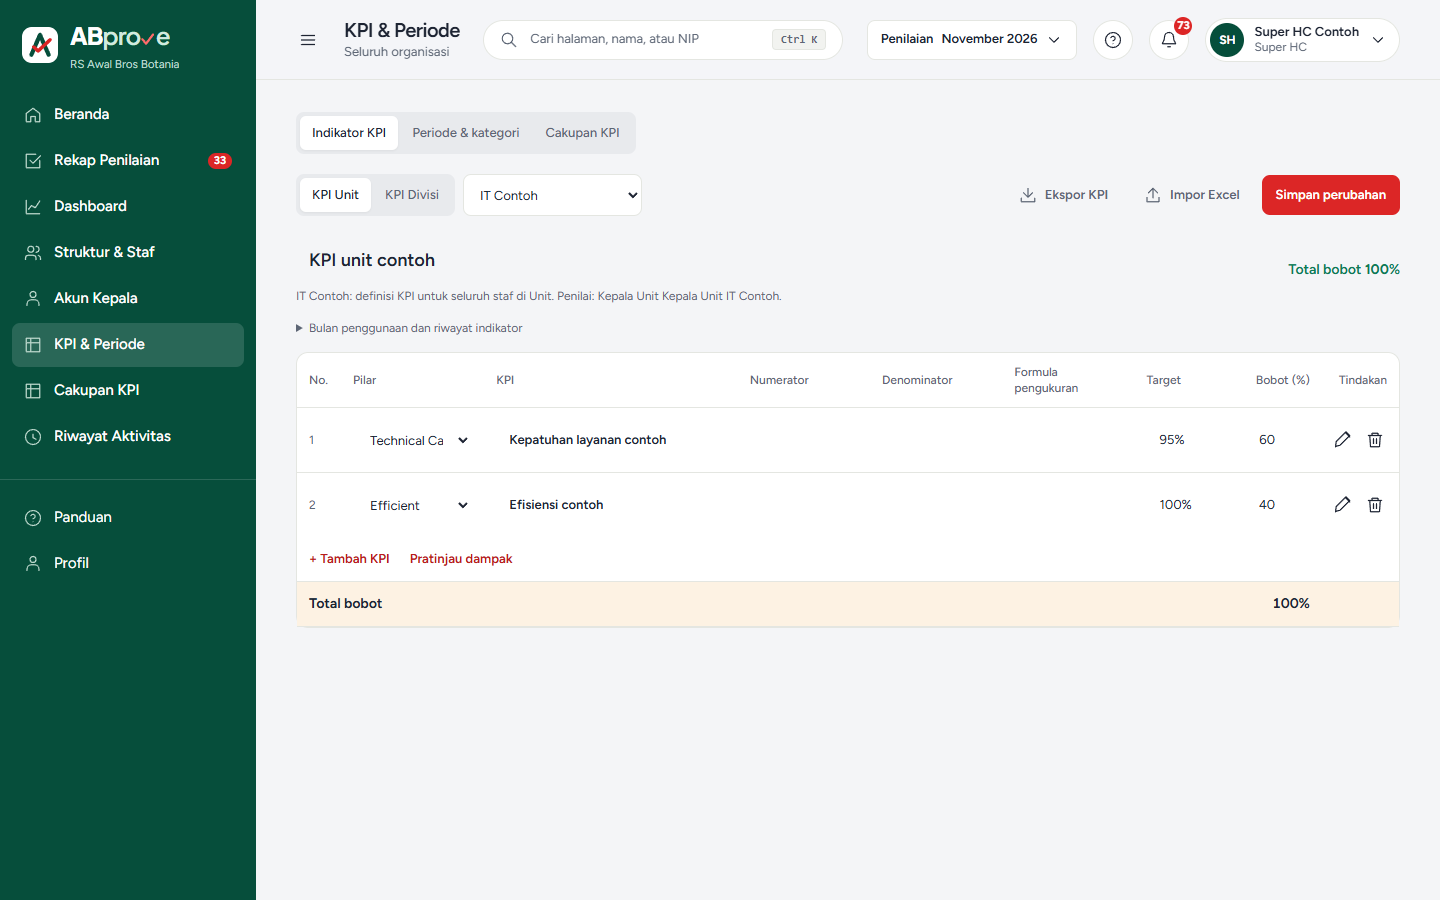 ABprove
RS Awal Bros Botania
Beranda
Rekap Penilaian 33
Dashboard
Struktur & Staf
Akun Kepala
KPI & Periode
Cakupan KPI
Riwayat Aktivitas
Panduan
Profil
KPI & Periode
Seluruh organisasi
Cari halaman, nama, atau NIP Ctrl K
Penilaian November 2026
73
SH
Super HC Contoh
Super HC
Indikator KPI Periode & kategori Cakupan KPI
KPI Unit KPI Divisi IT Contoh Ekspor KPI Impor Excel Simpan perubahan
KPI unit contoh
Total bobot 100%
IT Contoh: definisi KPI untuk seluruh staf di Unit. Penilai: Kepala Unit Kepala Unit IT Contoh.
Bulan penggunaan dan riwayat indikator
No. Pilar KPI Numerator Denominator Formula pengukuran Target Bobot (%) Tindakan
1 Technical Ca Kepatuhan layanan contoh 95% 60
2 Efficient Efisiensi contoh 100% 40
+ Tambah KPI Pratinjau dampak
Total bobot 100%